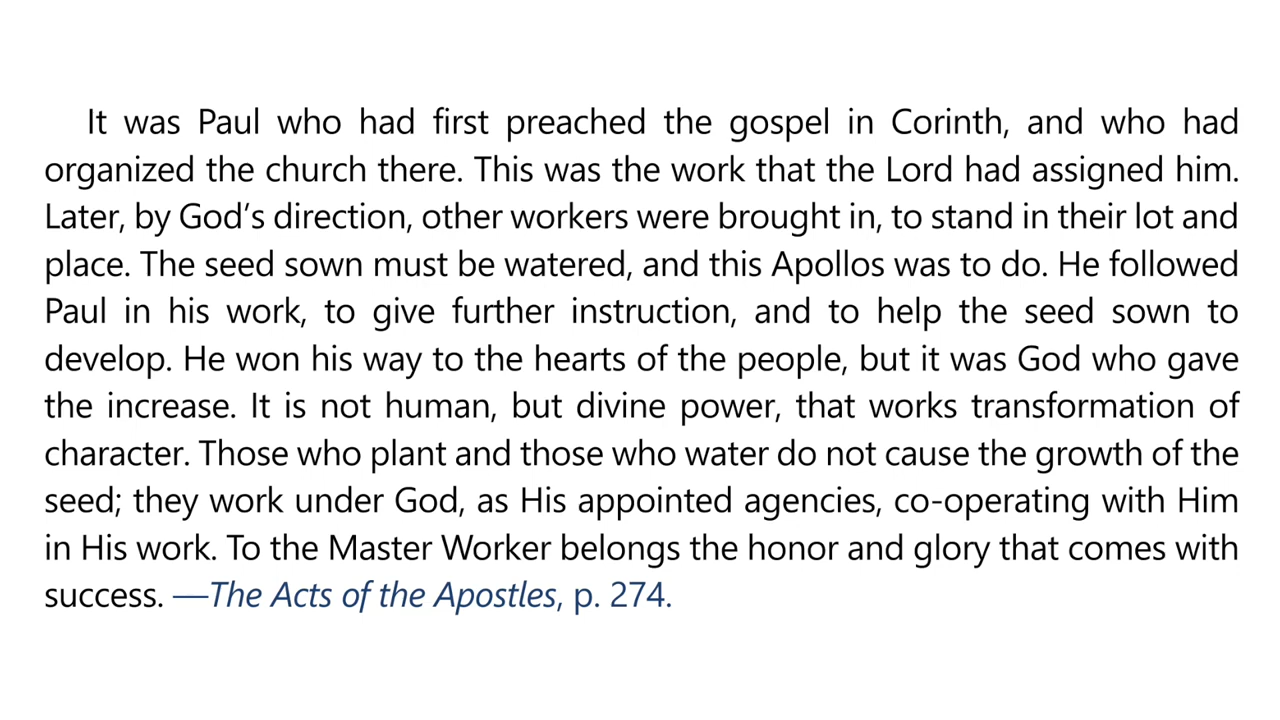 It was Paul who had first preached the gospel in Corinth, and who had
organized the church there. This was the work that the Lord had assigned him.
Later, by God’s direction, other workers were brought in, to stand in their lot and
place. The seed sown must be watered, and this Apollos was to do. He followed
Paul in his work, to give further instruction, and to help the seed sown to
develop. He won his way to the hearts of the people, but it was God who gave
the increase. It is not human, but divine power, that works transformation of
character. Those who plant and those who water do not cause the growth of the
seed; they work under God, as His appointed agencies, co-operating with Him
in His work. To the Master Worker belongs the honor and glory that comes with
success. —The Acts of the Apostles, p. 274.